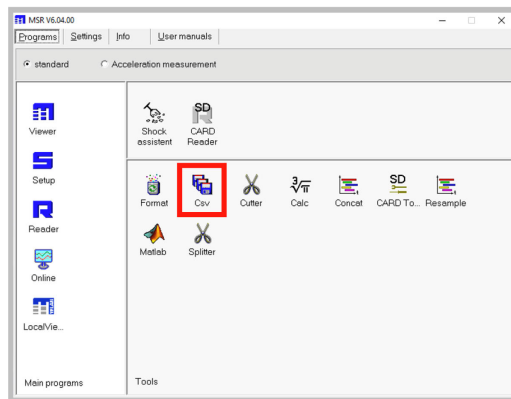 MSR V6.04.00
Programs Settings Info User manuals
standard Acceleration measurement
Viewer
Setup
Reader
Online
LocalVie...
Main programs
Shock assistent
SD CARD Reader
Format
Csv
Cutter
3√π Calc
Concat
SD CARD To...
Resample
Matlab
Splitter
Tools